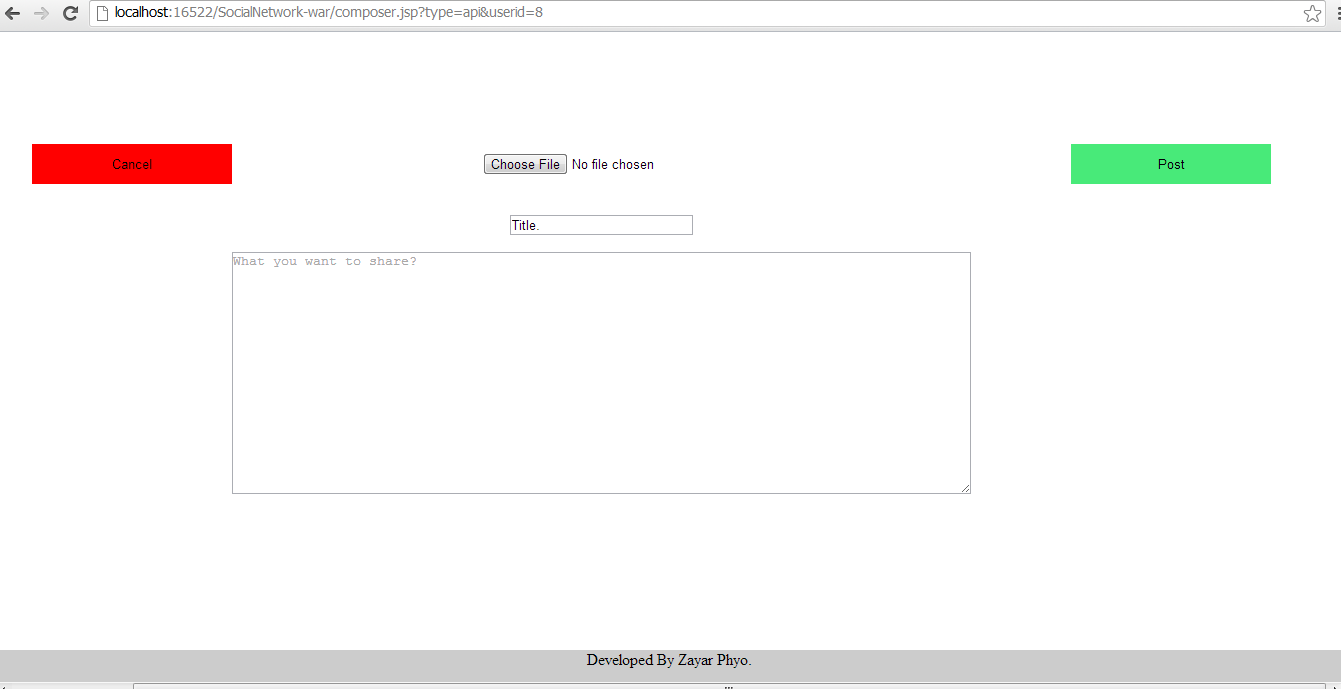 localhost:16522/SocialNetwork-war/composer.jsp?type=api&userid=8
Cancel
Choose File No file chosen
Post
Title.
What you want to share?
Developed By Zayar Phyo.